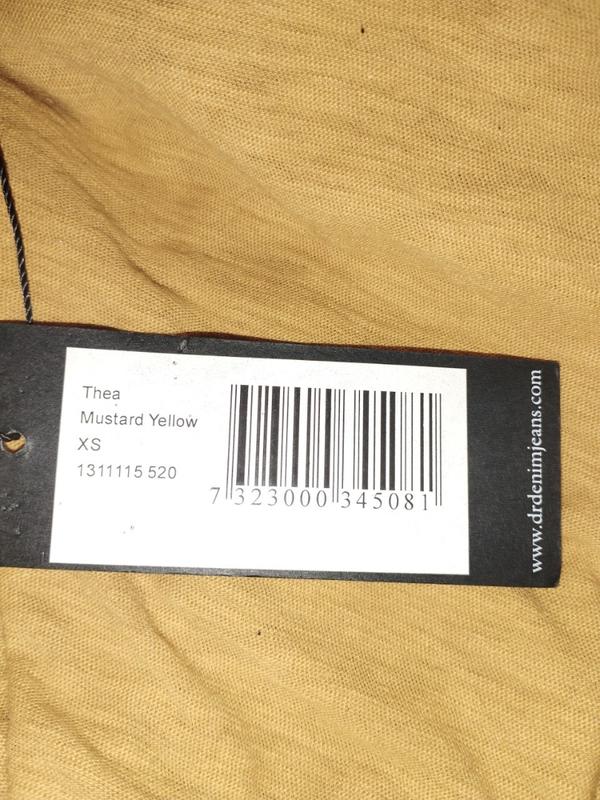 Thea
Mustard Yellow
XS
1311115 520
7 323000 345081
www.drdenimjeans.com